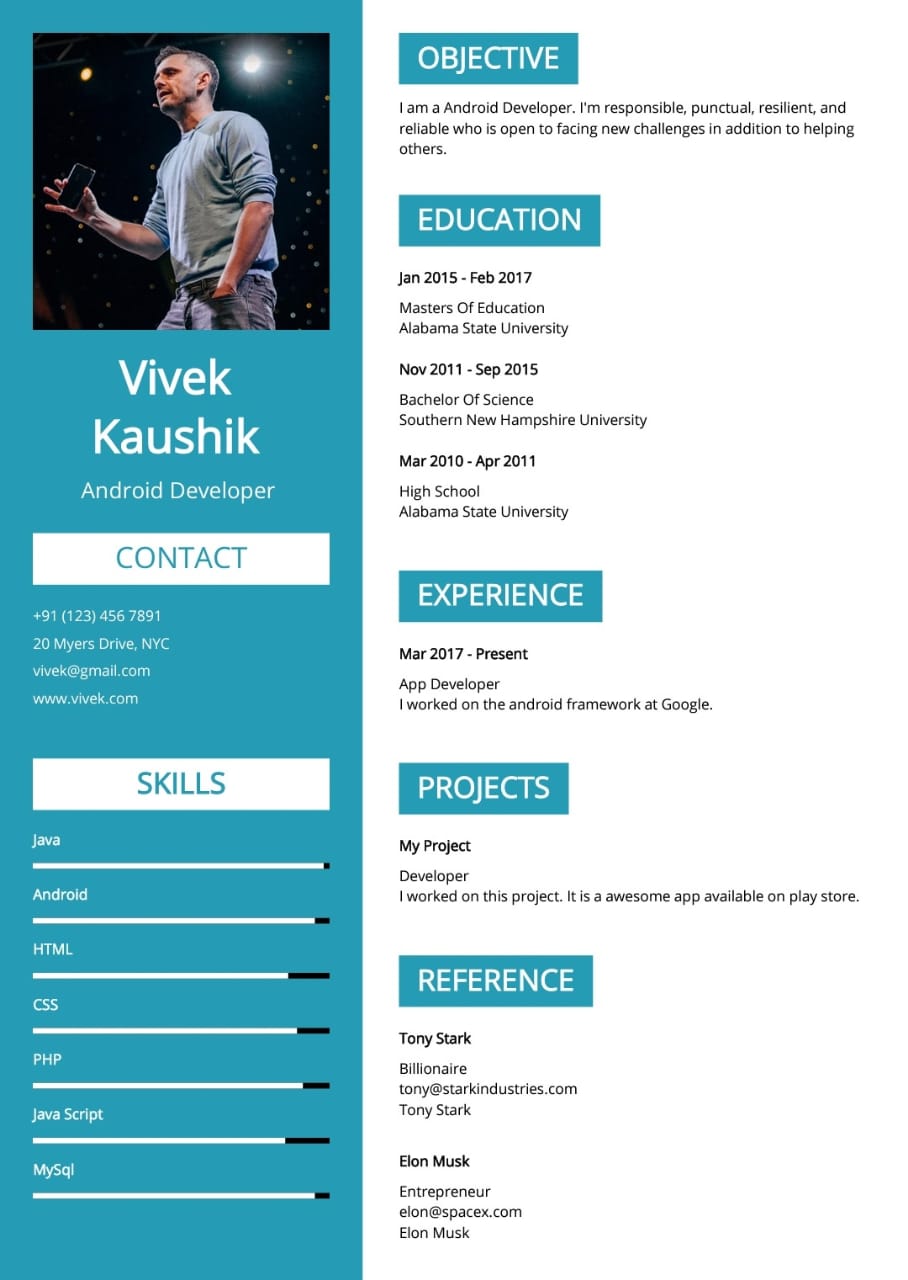 Vivek
Kaushik
Android Developer
CONTACT
+91 (123) 456 7891
20 Myers Drive, NYC
vivek@gmail.com
www.vivek.com
SKILLS
Java
Android
HTML
CSS
PHP
Java Script
MySql
OBJECTIVE
I am a Android Developer. I'm responsible, punctual, resilient, and
reliable who is open to facing new challenges in addition to helping
others.
EDUCATION
Jan 2015 - Feb 2017
Masters Of Education
Alabama State University
Nov 2011 - Sep 2015
Bachelor Of Science
Southern New Hampshire University
Mar 2010 - Apr 2011
High School
Alabama State University
EXPERIENCE
Mar 2017 - Present
App Developer
I worked on the android framework at Google.
PROJECTS
My Project
Developer
I worked on this project. It is a awesome app available on play store.
REFERENCE
Tony Stark
Billionaire
tony@starkindustries.com
Tony Stark
Elon Musk
Entrepreneur
elon@spacex.com
Elon Musk